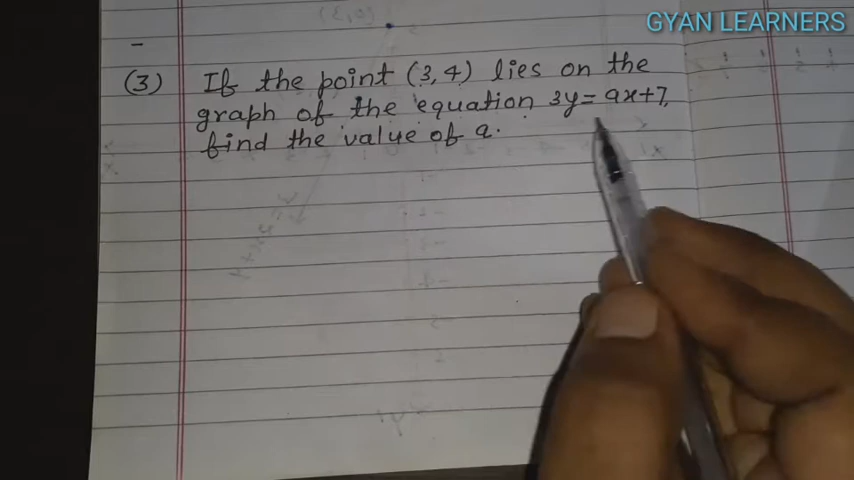 GYAN LEARNERS
(3) If the point (3,4) lies on the
graph of the equation 3y=ax+7,
find the value of a.